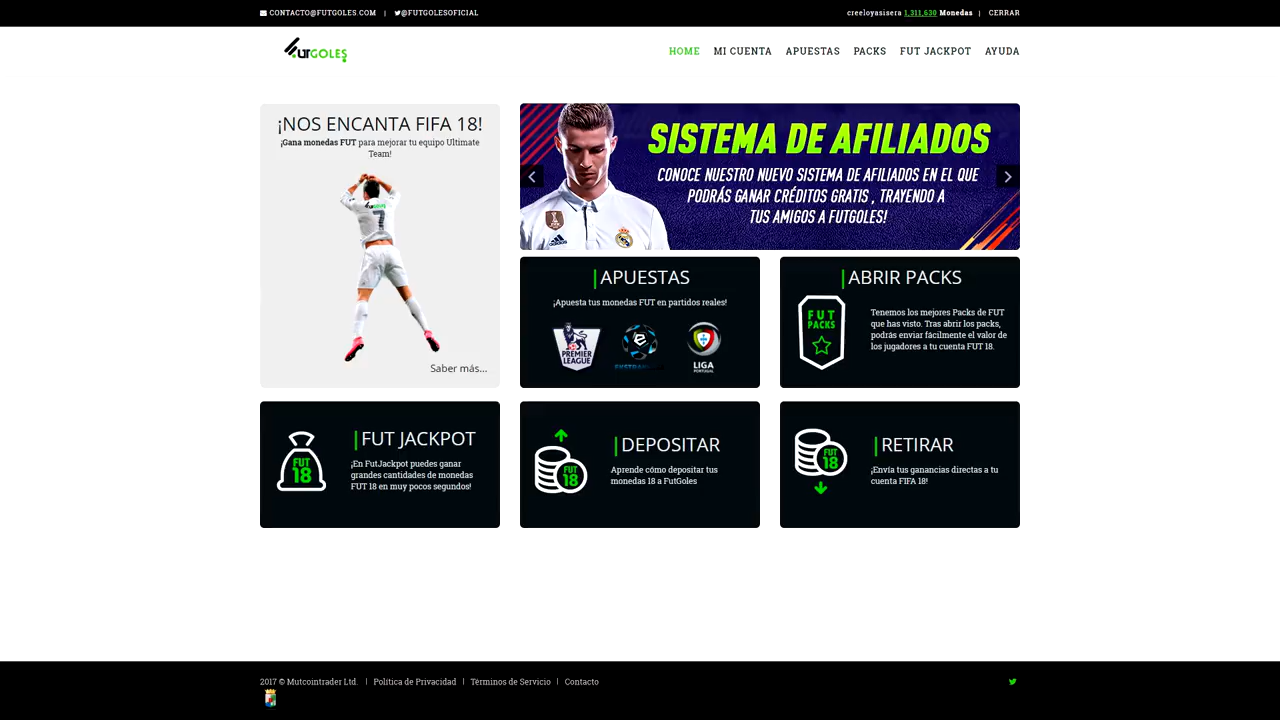 CONTACTO@FUTGOLES.COM | @FUTGOLESOFICIAL
creeloyasisera 1,311,630 Monedas | CERRAR
FUTGOLES
HOME MI CUENTA APUESTAS PACKS FUT JACKPOT AYUDA
¡NOS ENCANTA FIFA 18!
¡Gana monedas FUT para mejorar tu equipo Ultimate
Team!
7
Saber más...
SISTEMA DE AFILIADOS
CONOCE NUESTRO NUEVO SISTEMA DE AFILIADOS EN EL QUE
PODRÁS GANAR CRÉDITOS GRATIS , TRAYENDO A
TUS AMIGOS A FUTGOLES!
|APUESTAS
¡Apuesta tus monedas FUT en partidos reales!
PREMIER
LEAGUE
LIGA
PORTUGAL
|ABRIR PACKS
FUT
PACKS
Tenemos los mejores Packs de FUT
que has visto. Tras abrir los packs,
podrás enviar fácilmente el valor de
los jugadores a tu cuenta FUT 18.
|FUT JACKPOT
FUT
18
¡En FutJackpot puedes ganar
grandes cantidades de monedas
FUT 18 en muy pocos segundos!
|DEPOSITAR
FUT
18
Aprende cómo depositar tus
monedas 18 a FutGoles
|RETIRAR
FUT
18
¡Envía tus ganancias directas a tu
cuenta FIFA 18!
2017 © Mutcointrader Ltd. | Política de Privacidad | Términos de Servicio | Contacto